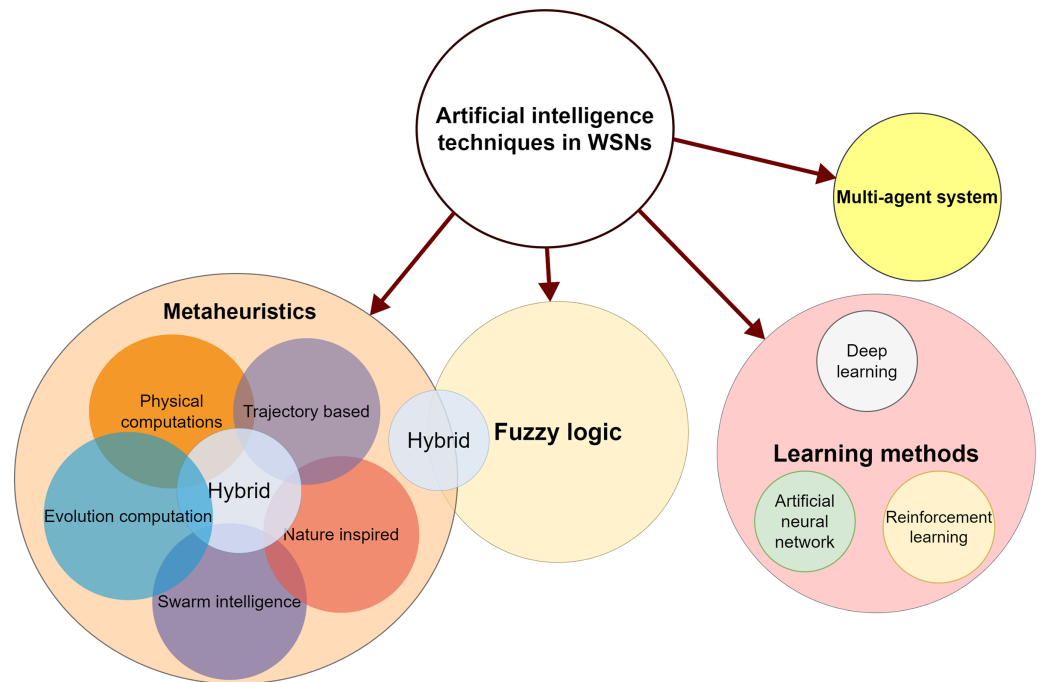 Artificial intelligence
techniques in WSNs
Multi-agent system
Metaheuristics
Physical
computations
Trajectory based
Hybrid
Evolution computation
Nature inspired
Swarm intelligence
Hybrid
Fuzzy logic
Deep
learning
Learning methods
Artificial
neural
network
Reinforcement
learning